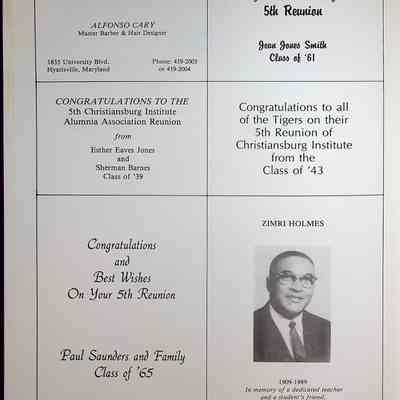 ALFONSO CARY
Master Barber & Hair Designer
1835 University Blvd.
Hyattsville, Maryland
Phone: 419-2003
or 419-2004
5th Reunion
Jean Jones Smith
Class of '61
CONGRATULATIONS TO THE
5th Christiansburg Institute
Alumnia Association Reunion
from
Esther Eaves Jones
and
Sherman Barnes
Class of '39
Congratulations to all
of the Tigers on their
5th Reunion of
Christiansburg Institute
from the
Class of '43
Congratulations
and
Best Wishes
On Your 5th Reunion
Paul Saunders and Family
Class of '65
ZIMRI HOLMES
1909-1989
In memory of a dedicated teacher
and a student's friend.